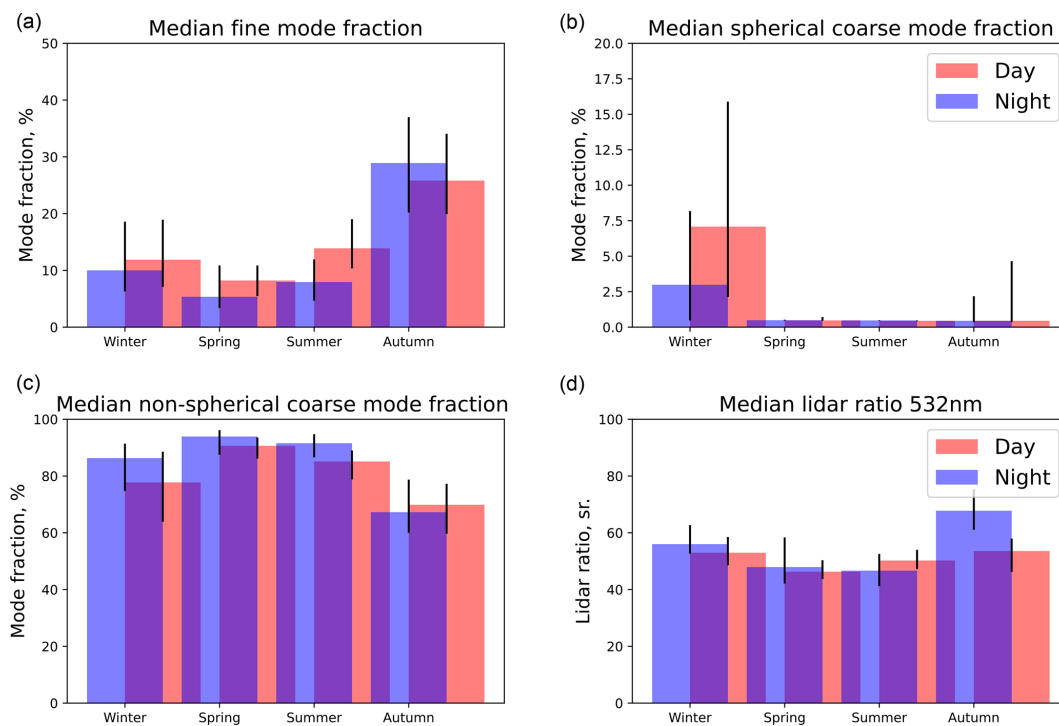 (a)
Median fine mode fraction
50
40
30
20
10
0
Mode fraction, %
Winter
Spring
Summer
Autumn
(b)
Median spherical coarse mode fraction
20.0
17.5
15.0
12.5
10.0
7.5
5.0
2.5
0.0
Mode fraction, %
Day
Night
Winter
Spring
Summer
Autumn
(c)
Median non-spherical coarse mode fraction
100
80
60
40
20
0
Mode fraction, %
Winter
Spring
Summer
Autumn
(d)
Median lidar ratio 532nm
100
80
60
40
20
0
Lidar ratio, sr.
Day
Night
Winter
Spring
Summer
Autumn